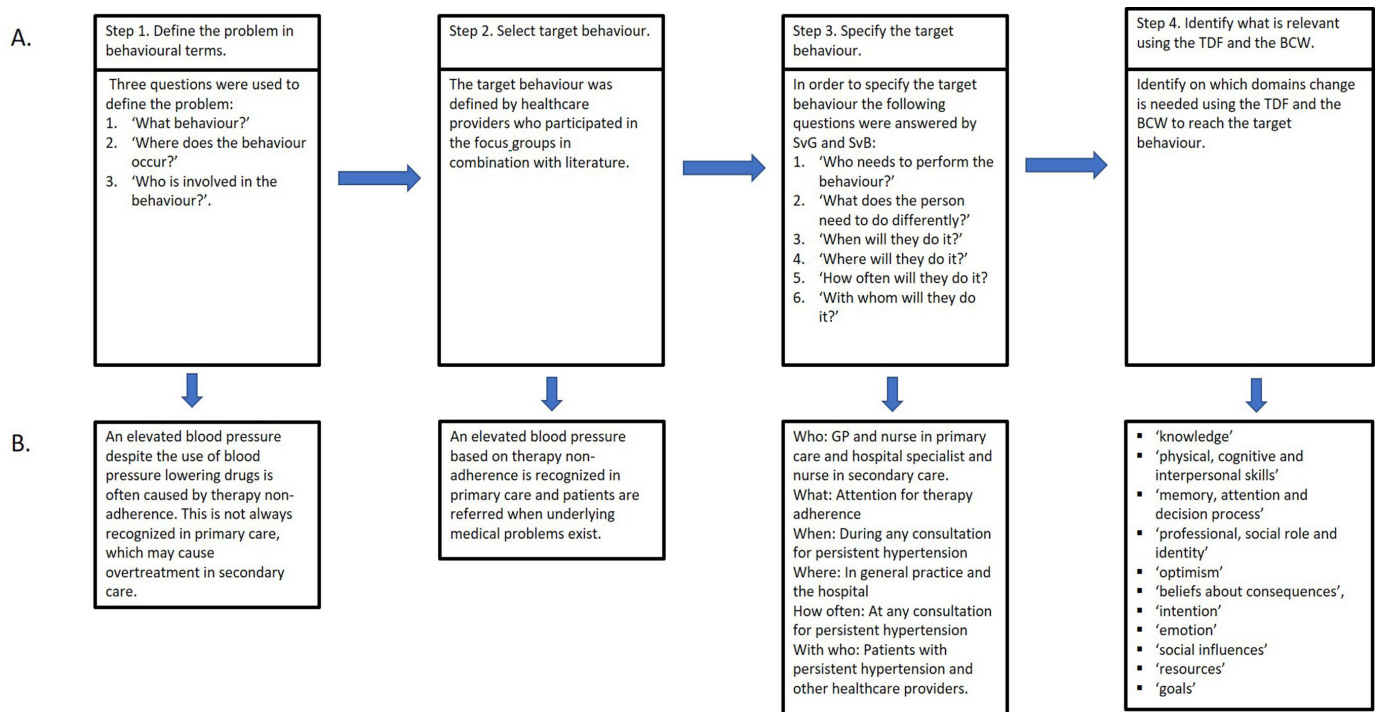 A.
Step 1. Define the problem in
behavioural terms.
Three questions were used to
define the problem:
1. ‘What behaviour?’
2. ‘Where does the behaviour
occur?’
3. ‘Who is involved in the
behaviour?’.
Step 2. Select target behaviour.
The target behaviour was
defined by healthcare
providers who participated in
the focus groups in
combination with literature.
Step 3. Specify the target
behaviour.
In order to specify the target
behaviour the following
questions were answered by
SvG and SvB:
1. ‘Who needs to perform the
behaviour?’
2. ‘What does the person
need to do differently?’
3. ‘When will they do it?’
4. ‘Where will they do it?’
5. ‘How often will they do it?
6. ‘With whom will they do
it?’
Step 4. Identify what is relevant
using the TDF and the BCW.
Identify on which domains change
is needed using the TDF and the
BCW to reach the target
behaviour.
B.
An elevated blood pressure
despite the use of blood
pressure lowering drugs is
often caused by therapy non-
adherence. This is not always
recognized in primary care,
which may cause
overtreatment in secondary
care.
An elevated blood pressure
based on therapy non-
adherence is recognized in
primary care and patients are
referred when underlying
medical problems exist.
Who: GP and nurse in primary
care and hospital specialist and
nurse in secondary care.
What: Attention for therapy
adherence
When: During any consultation
for persistent hypertension
Where: In general practice and
the hospital
How often: At any consultation
for persistent hypertension
With who: Patients with
persistent hypertension and
other healthcare providers.
▪ ‘knowledge’
▪ ‘physical, cognitive and
interpersonal skills’
▪ ‘memory, attention and
decision process’
▪ ‘professional, social role and
identity’
▪ ‘optimism’
▪ ‘beliefs about consequences’,
▪ ‘intention’
▪ ‘emotion’
▪ ‘social influences’
▪ ‘resources’
▪ ‘goals’